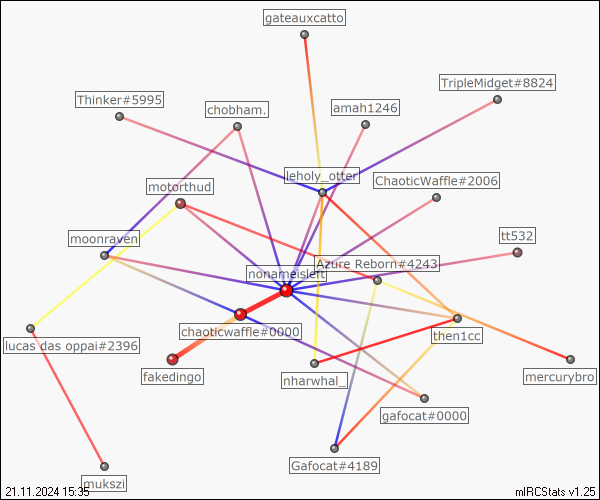 gateauxcatto
TripleMidget#8824
Thinker#5995
chobham.
amah1246
leholy_otter
motorthud
ChaoticWaffle#2006
moonraven
tt532
Azure Reborn#4243
nonameisleft
chaoticwaffle#0000
then1cc
lucas das oppai#2396
fakedingo
nharwhal_
mercurybro
gafocat#0000
Gafocat#4189
mukszi
21.11.2024 15:35
mIRCStats v1.25